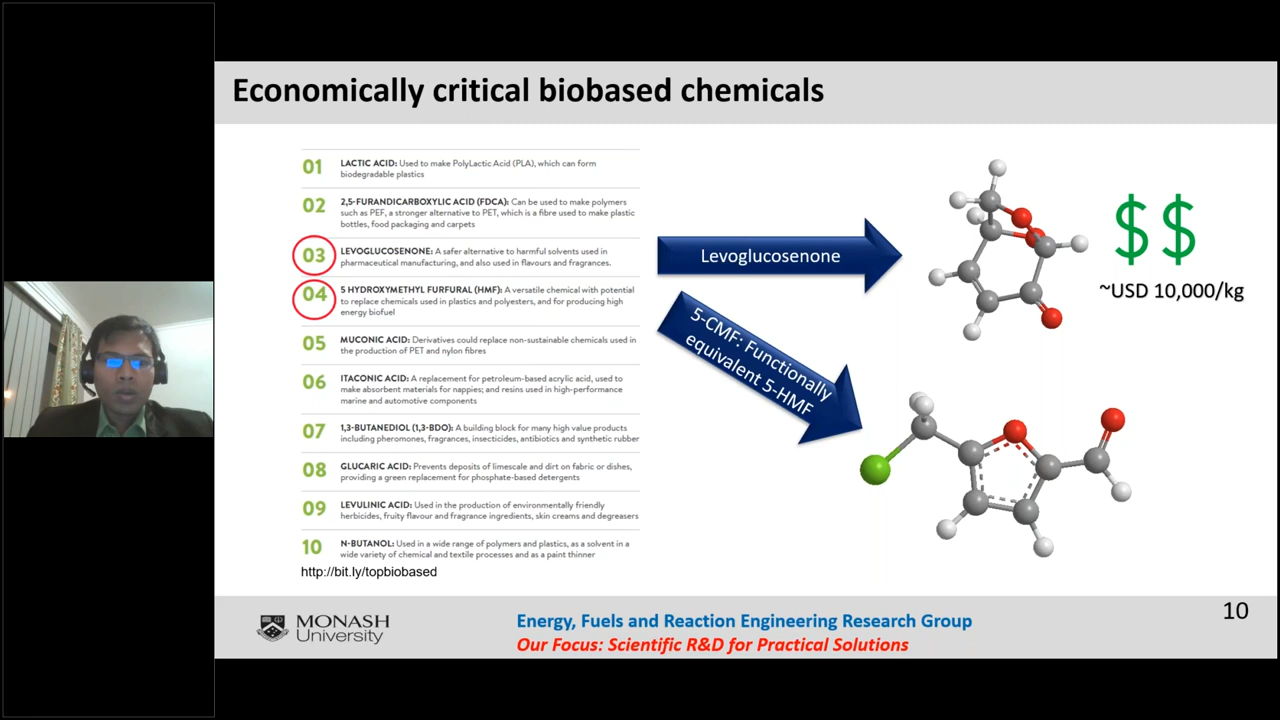 Economically critical biobased chemicals
01
LACTIC ACID: Used to make PolyLactic Acid (PLA), which can form
biodegradable plastics
02
2,5-FURANDICARBOXYLIC ACID (FDCA): Can be used to make polymers
such as PEF, a stronger alternative to PET, which is a fibre used to make plastic
bottles, food packaging and carpets
03
LEVOGLUCOSENONE: A safer alternative to harmful solvents used in
pharmaceutical manufacturing, and also used in flavours and fragrances.
04
5 HYDROXYMETHYL FURFURAL (HMF): A versatile chemical with potential
to replace chemicals used in plastics and polyesters, and for producing high
energy biofuel
05
MUCONIC ACID: Derivatives could replace non-sustainable chemicals used in
the production of PET and nylon fibres
06
ITACONIC ACID: A replacement for petroleum-based acrylic acid, used to
make absorbent materials for nappies; and resins used in high-performance
marine and automotive components
07
1,3-BUTANEDIOL (1,3-BDO): A building block for many high value products
including pheromones, fragrances, insecticides, antibiotics and synthetic rubber
08
GLUCARIC ACID: Prevents deposits of limescale and dirt on fabric or dishes,
providing a green replacement for phosphate-based detergents
09
LEVULINIC ACID: Used in the production of environmentally friendly
herbicides, fruity flavour and fragrance ingredients, skin creams and degreasers
10
N-BUTANOL: Used in a wide range of polymers and plastics, as a solvent in a
wide variety of chemical and textile processes and as a paint thinner
http://bit.ly/topbiobased
Levoglucosenone
$$
~USD 10,000/kg
5-CMF: Functionally
equivalent 5-HMF
MONASH
University
Energy, Fuels and Reaction Engineering Research Group
Our Focus: Scientific R&D for Practical Solutions
10